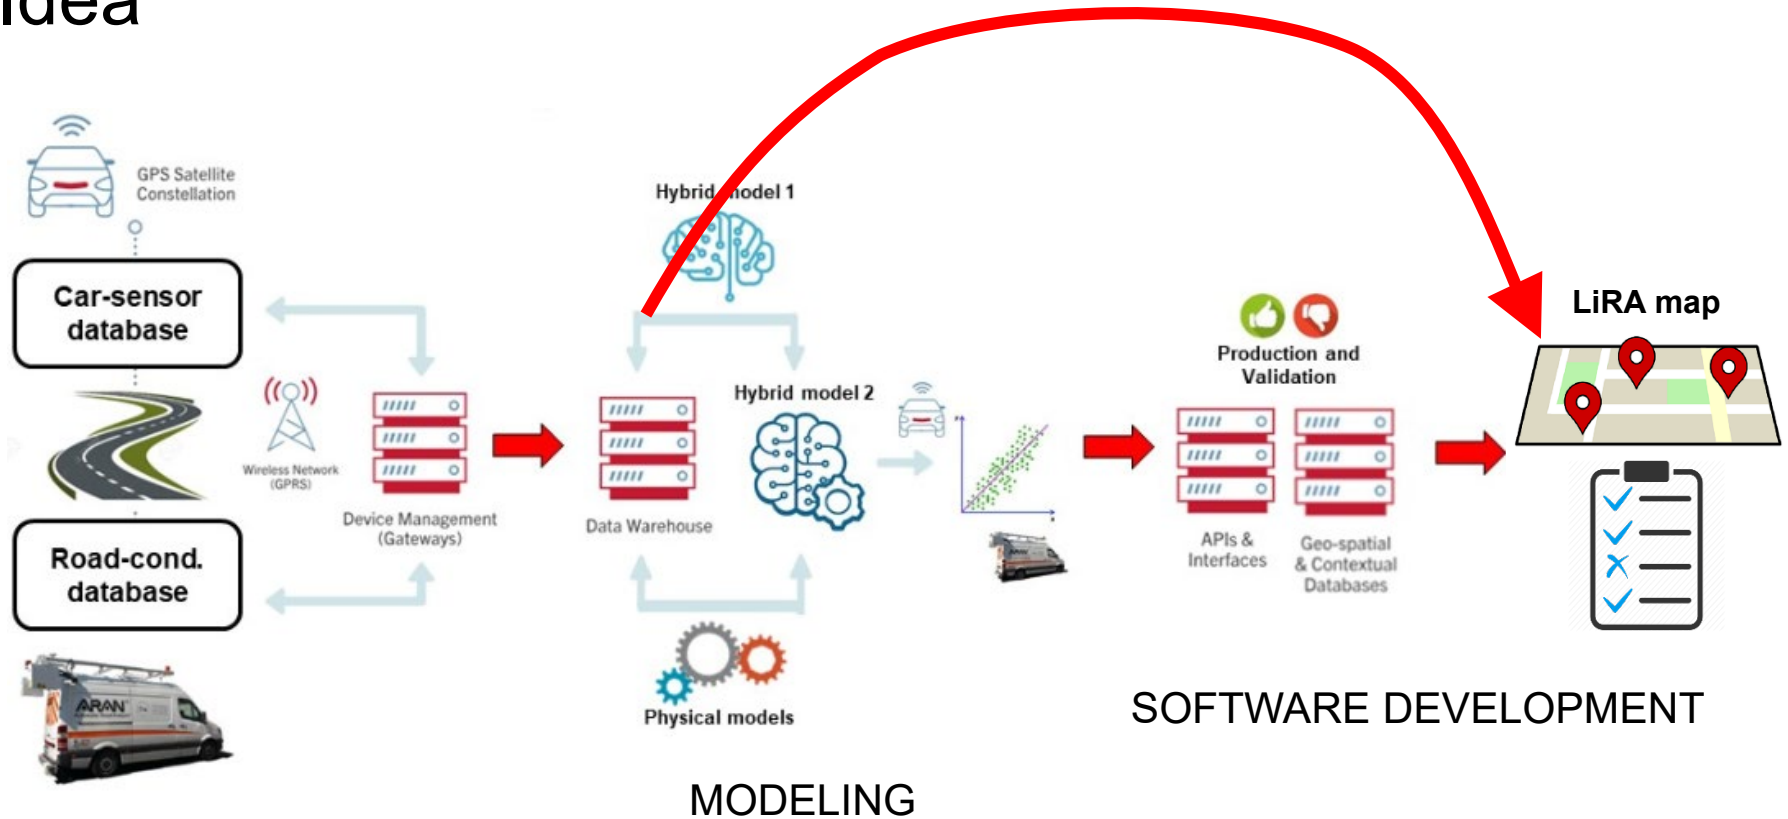 Idea
GPS Satellite
Constellation
Car-sensor
database
Wireless Network
(GPRS)
Road-cond.
database
ARAN
Device Management
(Gateways)
Hybrid model 1
Data Warehouse
Hybrid model 2
Physical models
MODELING
ARAN
Production and
Validation
APIs &
Interfaces
Geo-spatial
& Contextual
Databases
LiRA map
SOFTWARE DEVELOPMENT